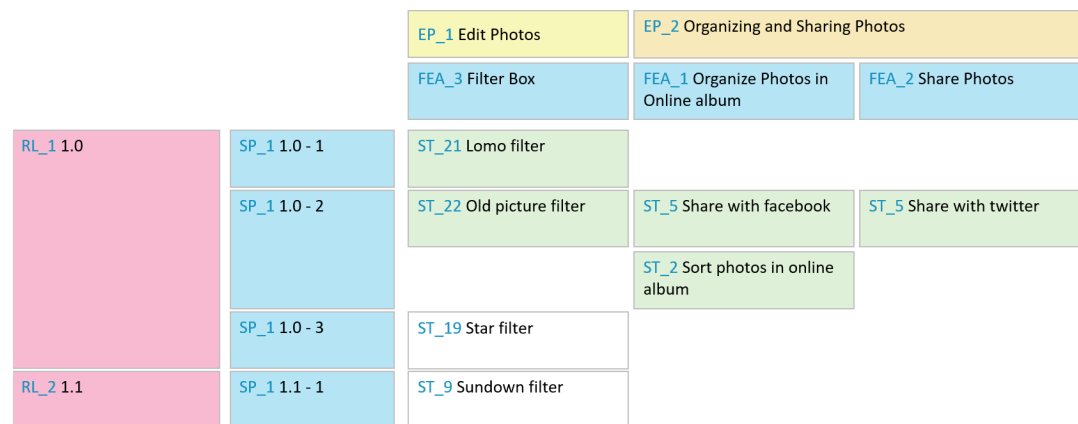 EP_1 Edit Photos
EP_2 Organizing and Sharing Photos
FEA_3 Filter Box
FEA_1 Organize Photos in
Online album
FEA_2 Share Photos
RL_1 1.0
SP_1 1.0 - 1
ST_21 Lomo filter
SP_1 1.0 - 2
ST_22 Old picture filter
ST_5 Share with facebook
ST_5 Share with twitter
ST_2 Sort photos in online
album
SP_1 1.0 - 3
ST_19 Star filter
RL_2 1.1
SP_1 1.1 - 1
ST_9 Sundown filter